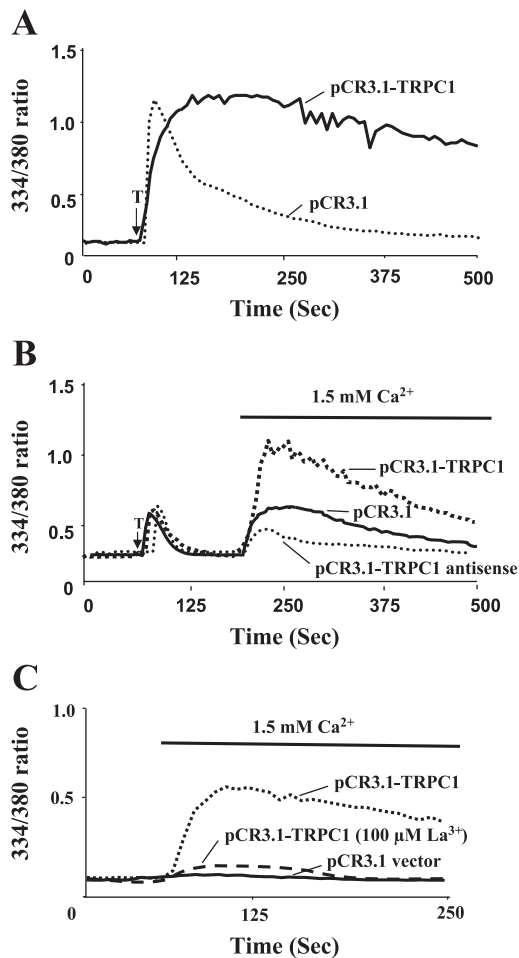 A
1.5
1.0
0.5
0
334/380 ratio
T
pCR3.1-TRPC1
pCR3.1
0
125
250
375
500
Time (Sec)
B
1.5
1.0
0.5
0
334/380 ratio
1.5 mM Ca²⁺
T
pCR3.1-TRPC1
pCR3.1
pCR3.1-TRPC1 antisense
0
125
250
375
500
Time (Sec)
C
1.0
0.5
334/380 ratio
1.5 mM Ca²⁺
pCR3.1-TRPC1
pCR3.1-TRPC1 (100 µM La³⁺)
pCR3.1 vector
0
125
250
Time (Sec)